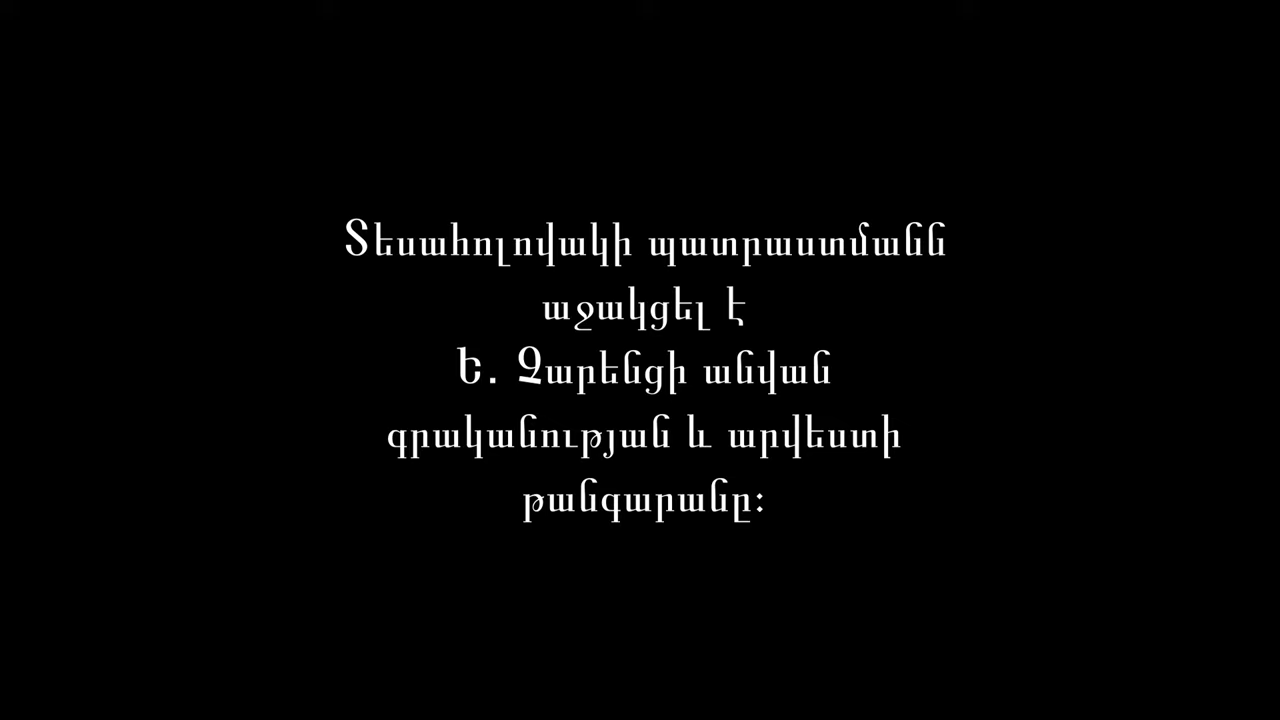 Տեսահոլովակի պատրաստմանն
աջակցել է
Ե. Չարենցի անվան
գրականության և արվեստի
թանգարանը: